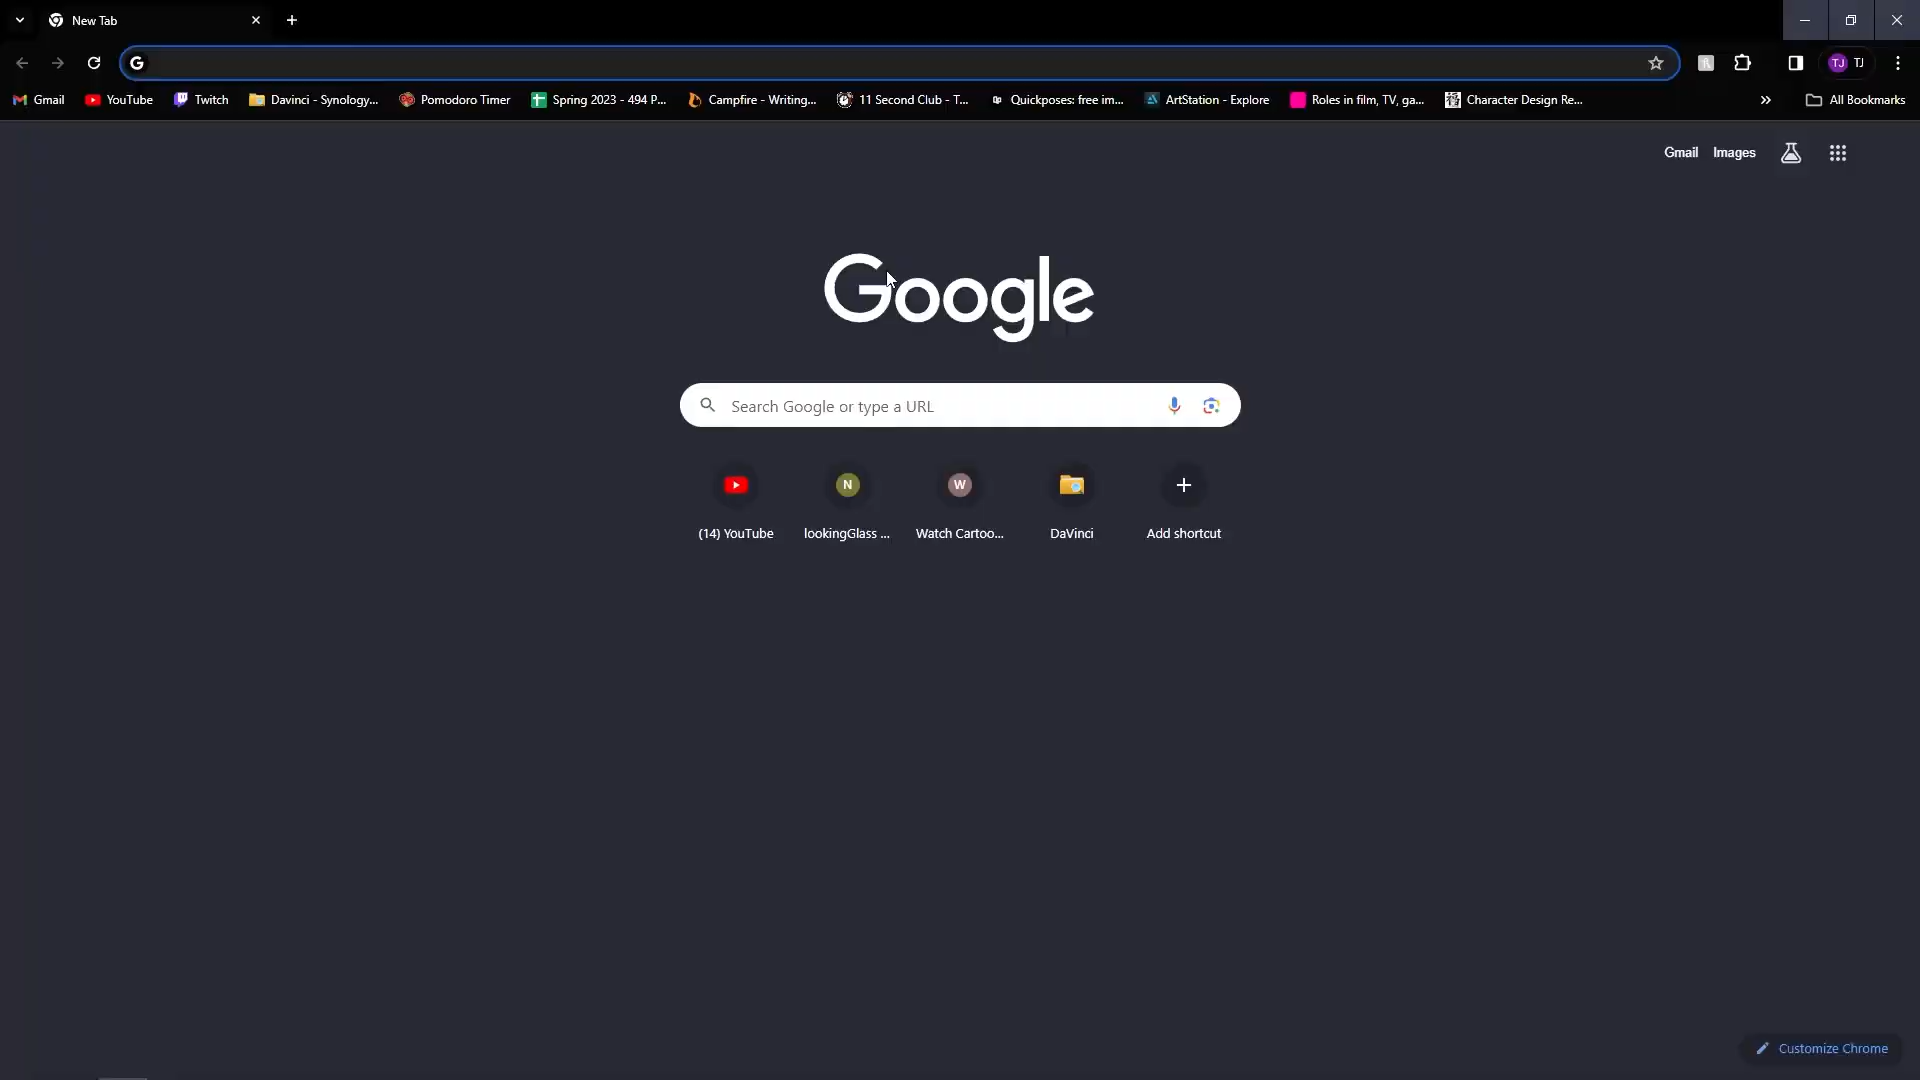 New Tab
G
Gmail YouTube Twitch Davinci - Synology... Pomodoro Timer Spring 2023 - 494 P... Campfire - Writing... 11 Second Club - T... Quickposes: free im... ArtStation - Explore Roles in film, TV, ga... Character Design Re... All Bookmarks
TJ TJ
Gmail Images
Google
Search Google or type a URL
N W
(14) YouTube lookingGlass ... Watch Cartoo... DaVinci Add shortcut
Customize Chrome